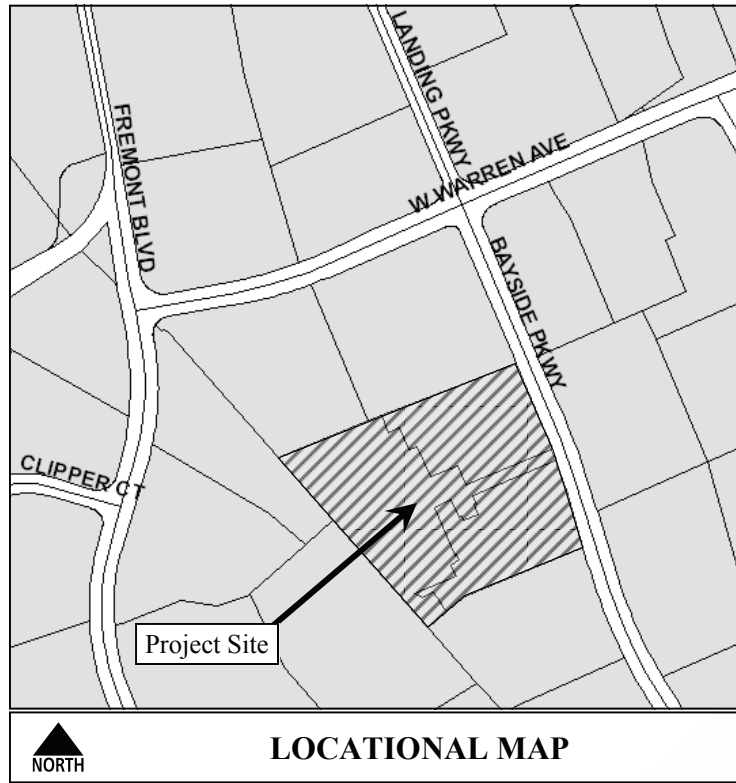 LANDING PKWY
FREMONT BLVD
W WARREN AVE
BAYSIDE PKWY
CLIPPER CT
Project Site
NORTH
LOCATIONAL MAP